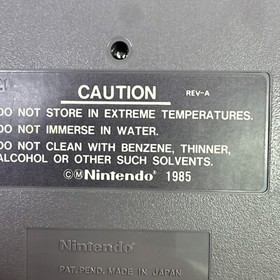 CAUTION REV-A
DO NOT STORE IN EXTREME TEMPERATURES.
DO NOT IMMERSE IN WATER.
DO NOT CLEAN WITH BENZENE, THINNER,
ALCOHOL OR OTHER SUCH SOLVENTS.
©Ⓜ Nintendo® 1985
Nintendo®
PAT. PEND. MADE IN JAPAN